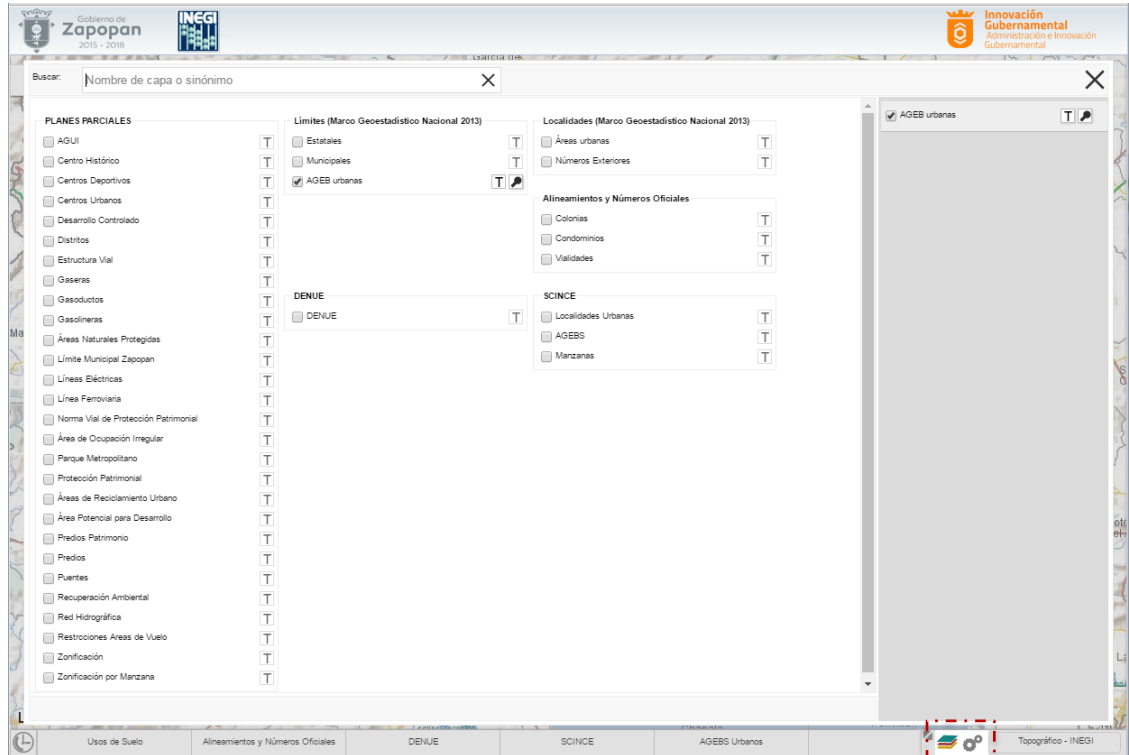 Gobierno de
Zapopan
2015 - 2018
INEGI
Innovación
Gubernamental
Administración e Innovación
Gubernamental
Buscar:
Nombre de capa o sinónimo
PLANES PARCIALES
AGUI T
Centro Histórico T
Centros Deportivos T
Centros Urbanos T
Desarrollo Controlado T
Distritos T
Estructura Vial T
Gaseras T
Gasoductos T
Gasolineras T
Áreas Naturales Protegidas T
Límite Municipal Zapopan T
Líneas Eléctricas T
Línea Ferroviaria T
Norma Vial de Protección Patrimonial T
Área de Ocupación Irregular T
Parque Metropolitano T
Protección Patrimonial T
Áreas de Reciclamiento Urbano T
Área Potencial para Desarrollo T
Predios Patrimonio T
Predios T
Puentes T
Recuperación Ambiental T
Red Hidrográfica T
Restrcciones Areas de Vuelo T
Zonificación T
Zonificación por Manzana T
Limites (Marco Geoestadistico Nacional 2013)
Estatales T
Municipales T
AGEB urbanas T
DENUE
DENUE T
Localidades (Marco Geoestadistico Nacional 2013)
Áreas urbanas T
Números Exteriores T
Alineamientos y Números Oficiales
Colonias T
Condominios T
Vialidades T
SCINCE
Localidades Urbanas T
AGEBS T
Manzanas T
AGEB urbanas T
Usos de Suelo
Alineamientos y Números Oficiales
DENUE
SCINCE
AGEBS Urbanos
Topográfico - INEGI